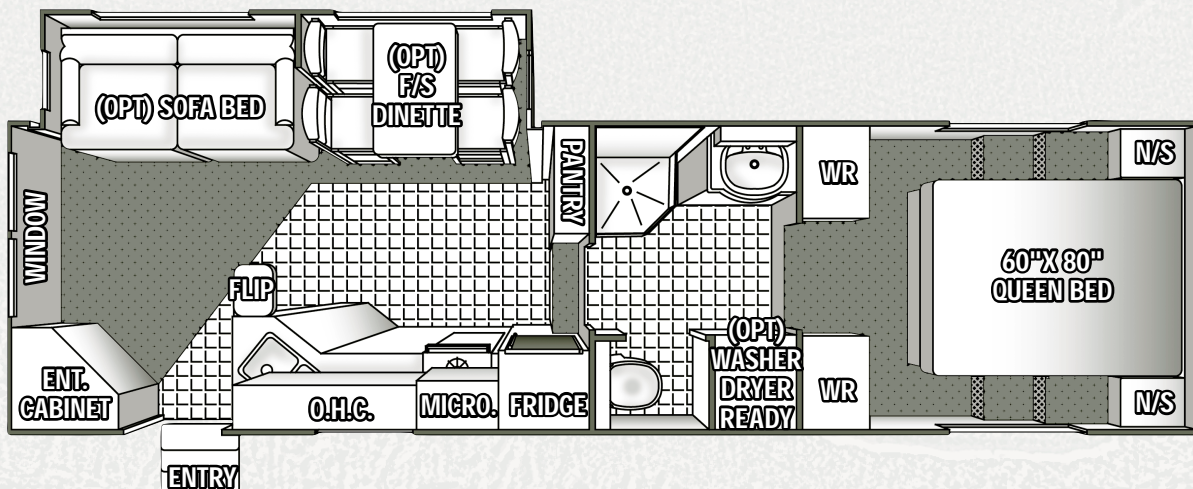 (OPT) SOFA BED
(OPT)
F/S
DINETTE
PANTRY
WR
N/S
WINDOW
60"X 80"
QUEEN BED
FLIP
ENT.
CABINET
O.H.C.
MICRO.
FRIDGE
(OPT)
WASHER
DRYER
READY
WR
N/S
ENTRY